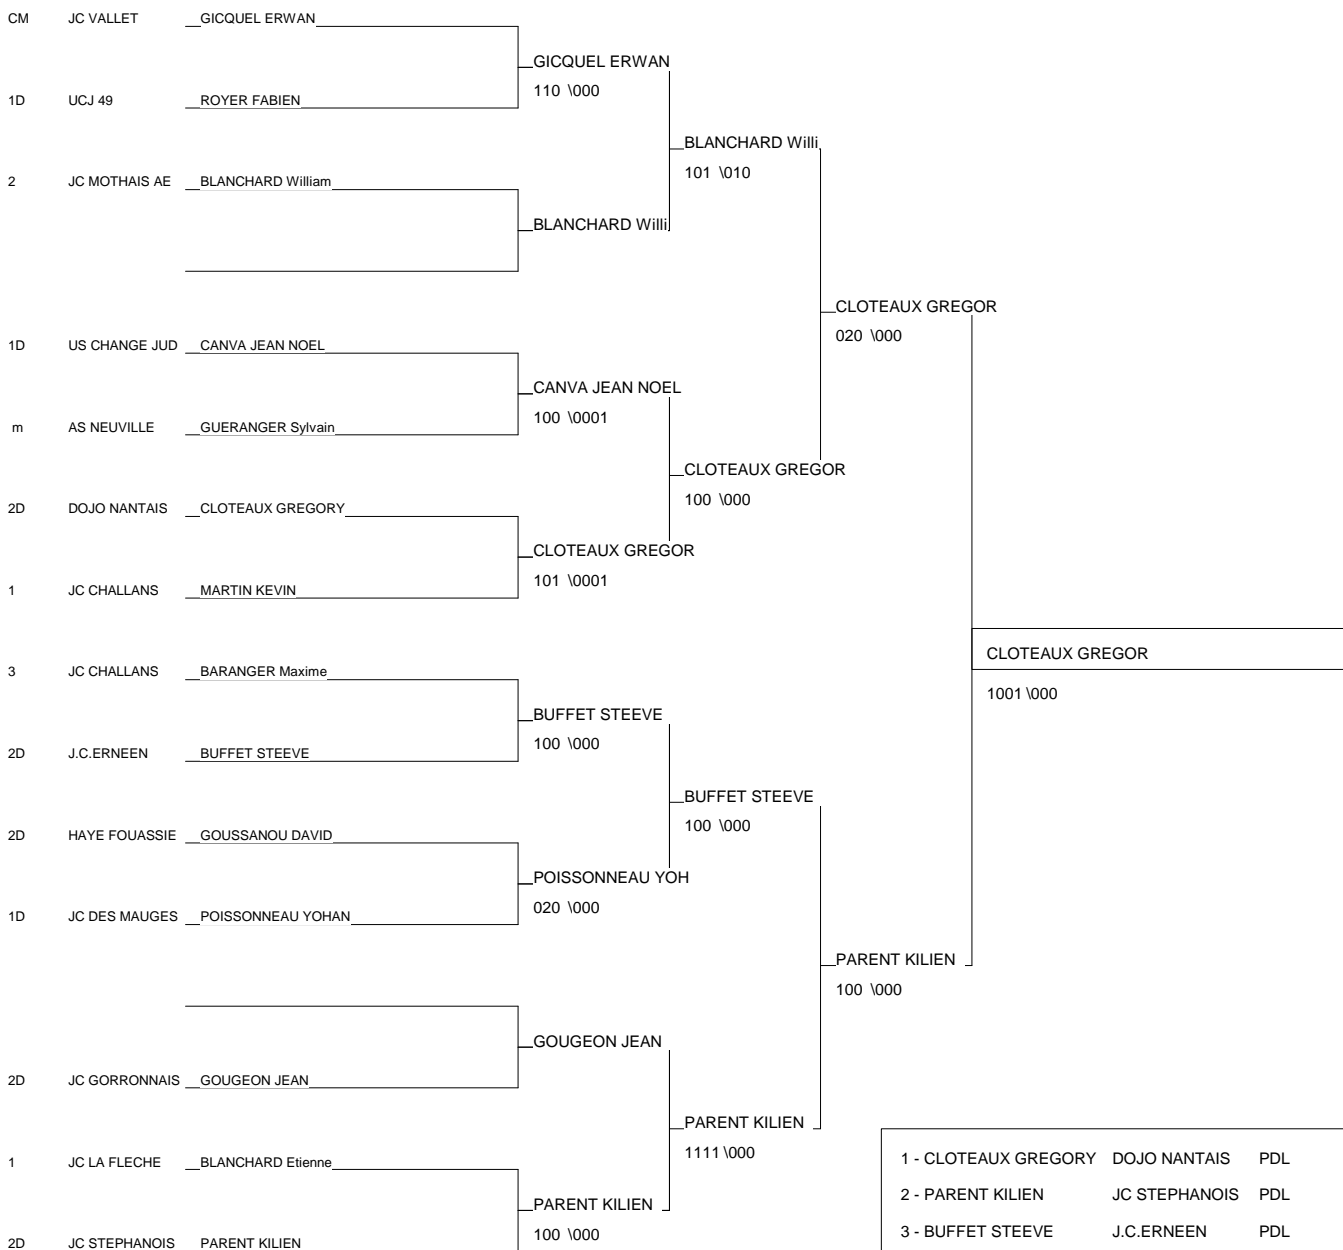 CM JC VALLET GICQUEL ERWAN
GICQUEL ERWAN
110 \000
1D UCJ 49 ROYER FABIEN
BLANCHARD Willi
101 \010
2 JC MOTHAIS AE BLANCHARD William
BLANCHARD Willi
CLOTEAUX GREGOR
020 \000
1D US CHANGE JUD CANVA JEAN NOEL
CANVA JEAN NOEL
100 \0001
m AS NEUVILLE GUERANGER Sylvain
CLOTEAUX GREGOR
100 \000
2D DOJO NANTAIS CLOTEAUX GREGORY
CLOTEAUX GREGOR
101 \0001
1 JC CHALLANS MARTIN KEVIN
CLOTEAUX GREGOR
1001 \000
3 JC CHALLANS BARANGER Maxime
BUFFET STEEVE
100 \000
2D J.C.ERNEEN BUFFET STEEVE
BUFFET STEEVE
100 \000
2D HAYE FOUASSIE GOUSSANOU DAVID
POISSONNEAU YOH
020 \000
1D JC DES MAUGES POISSONNEAU YOHAN
PARENT KILIEN
100 \000
GOUGEON JEAN
2D JC GORRONNAIS GOUGEON JEAN
PARENT KILIEN
1111 \000
1 JC LA FLECHE BLANCHARD Etienne
PARENT KILIEN
100 \000
2D JC STEPHANOIS PARENT KILIEN
1 - CLOTEAUX GREGORY DOJO NANTAIS PDL
2 - PARENT KILIEN JC STEPHANOIS PDL
3 - BUFFET STEEVE J.C.ERNEEN PDL